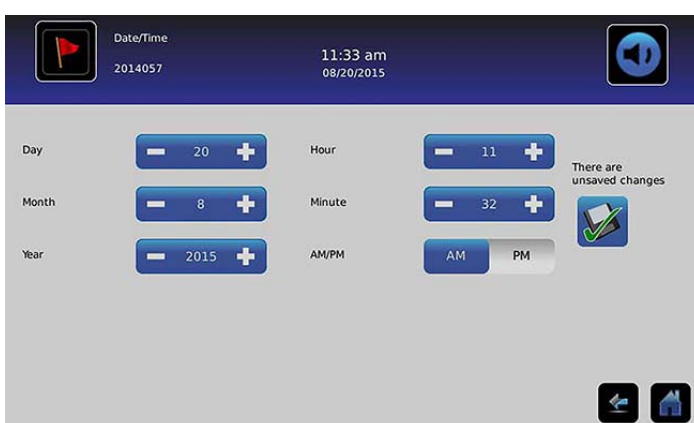 Date/Time
2014057
11:33 am
08/20/2015
Day
20
Hour
11
There are
unsaved changes
Month
8
Minute
32
Year
2015
AM/PM
AM
PM